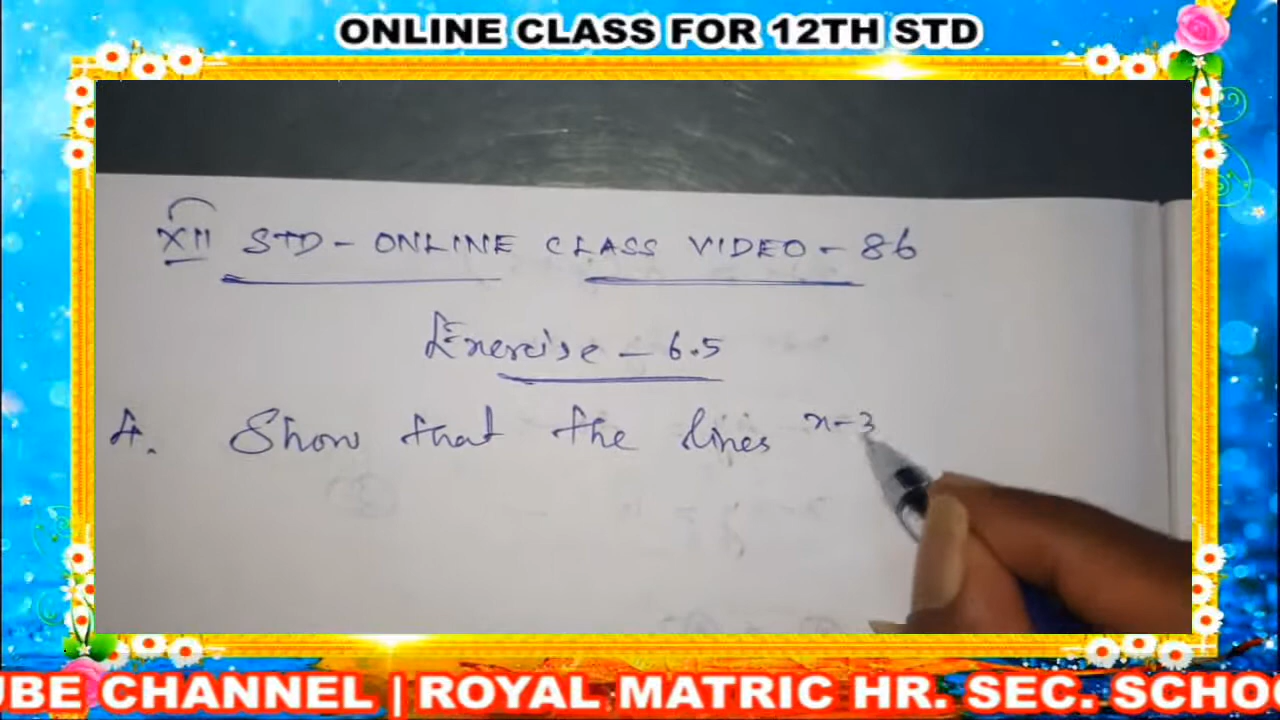 ONLINE CLASS FOR 12TH STD
XII STD - ONLINE CLASS VIDEO - 86
Exercise - 6.5
4. Show that the lines x-3
UBE CHANNEL | ROYAL MATRIC HR. SEC. SCHO